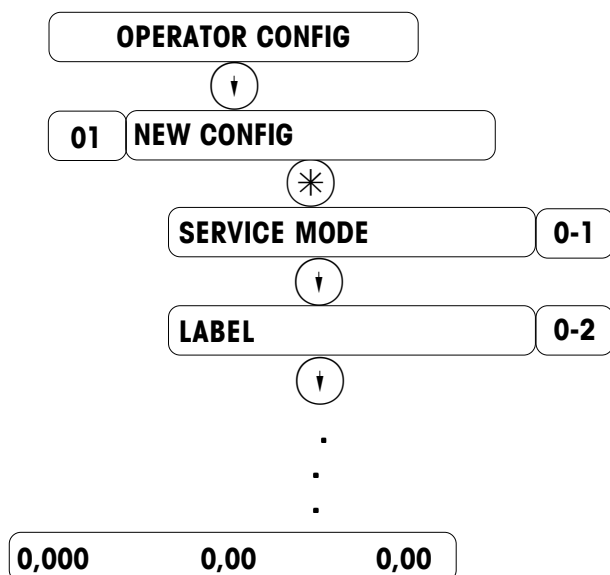 OPERATOR CONFIG
01 NEW CONFIG
SERVICE MODE 0-1
LABEL 0-2
.
.
.
0,000 0,00 0,00